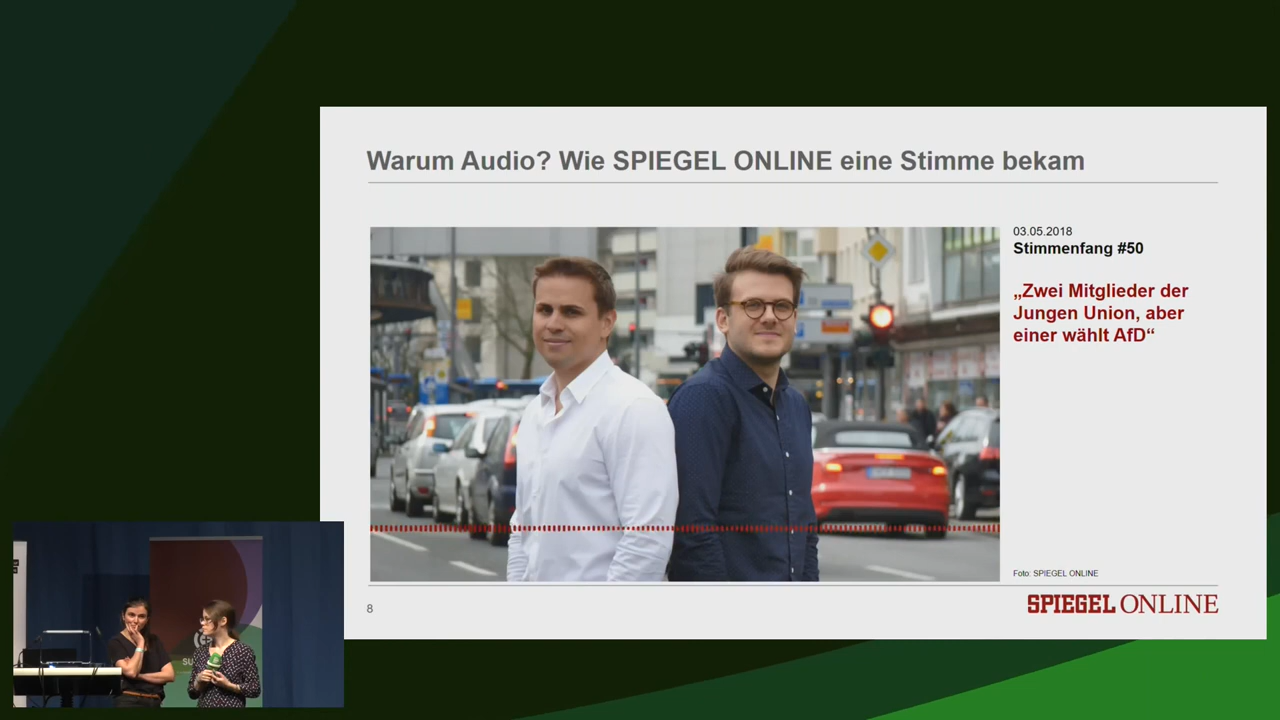 Warum Audio? Wie SPIEGEL ONLINE eine Stimme bekam
03.05.2018
Stimmenfang #50
„Zwei Mitglieder der
Jungen Union, aber
einer wählt AfD“
Foto: SPIEGEL ONLINE
8
SPIEGEL ONLINE